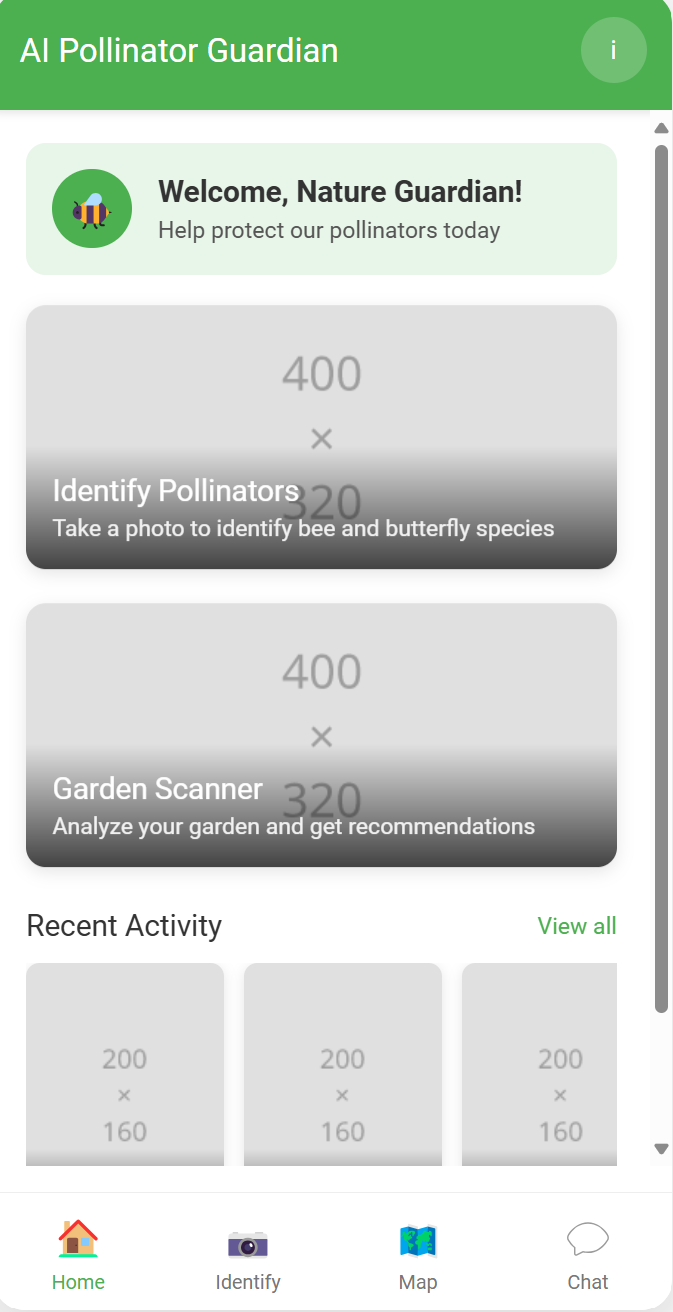 AI Pollinator Guardian
i
Welcome, Nature Guardian!
Help protect our pollinators today
400
×
320
Identify Pollinators
Take a photo to identify bee and butterfly species
400
×
320
Garden Scanner
Analyze your garden and get recommendations
Recent Activity
View all
200
×
160
200
×
160
200
×
160
Home
Identify
Map
Chat